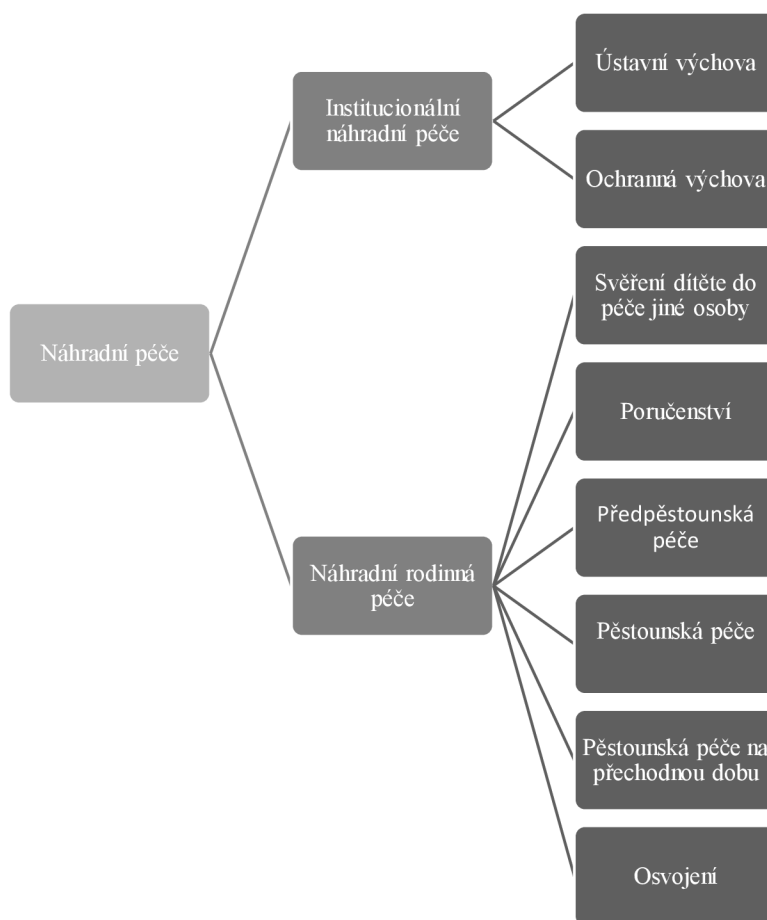 Ústavní výchova
Institucionální
náhradní péče
Ochranná výchova
Svěření dítěte do
péče jiné osoby
Náhradní péče
Poručenství
Předpěstounská
péče
Náhradní rodinná
péče
Pěstounská péče
Pěstounská péče na
přechodnou dobu
Osvojení